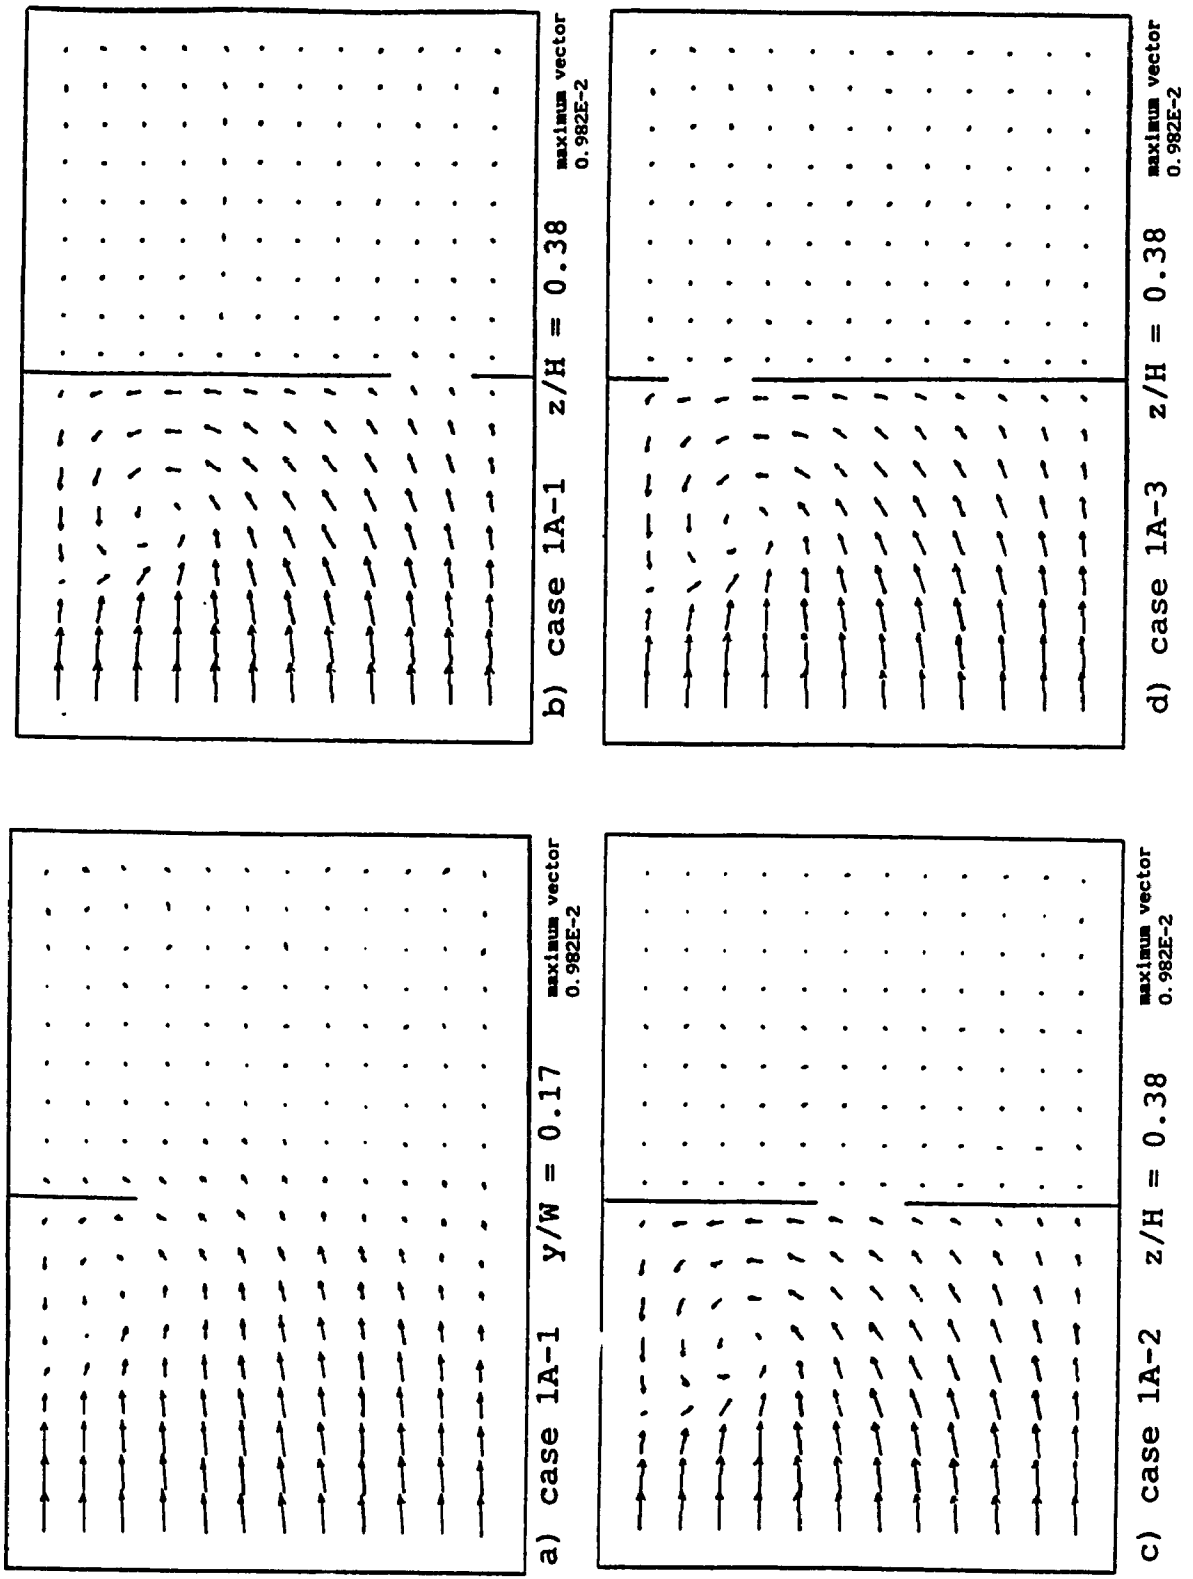 a) case 1A-1 y/W = 0.17 maximum vector
0.982E-2
b) case 1A-1 z/H = 0.38 maximum vector
0.982E-2
c) case 1A-2 z/H = 0.38 maximum vector
0.982E-2
d) case 1A-3 z/H = 0.38 maximum vector
0.982E-2